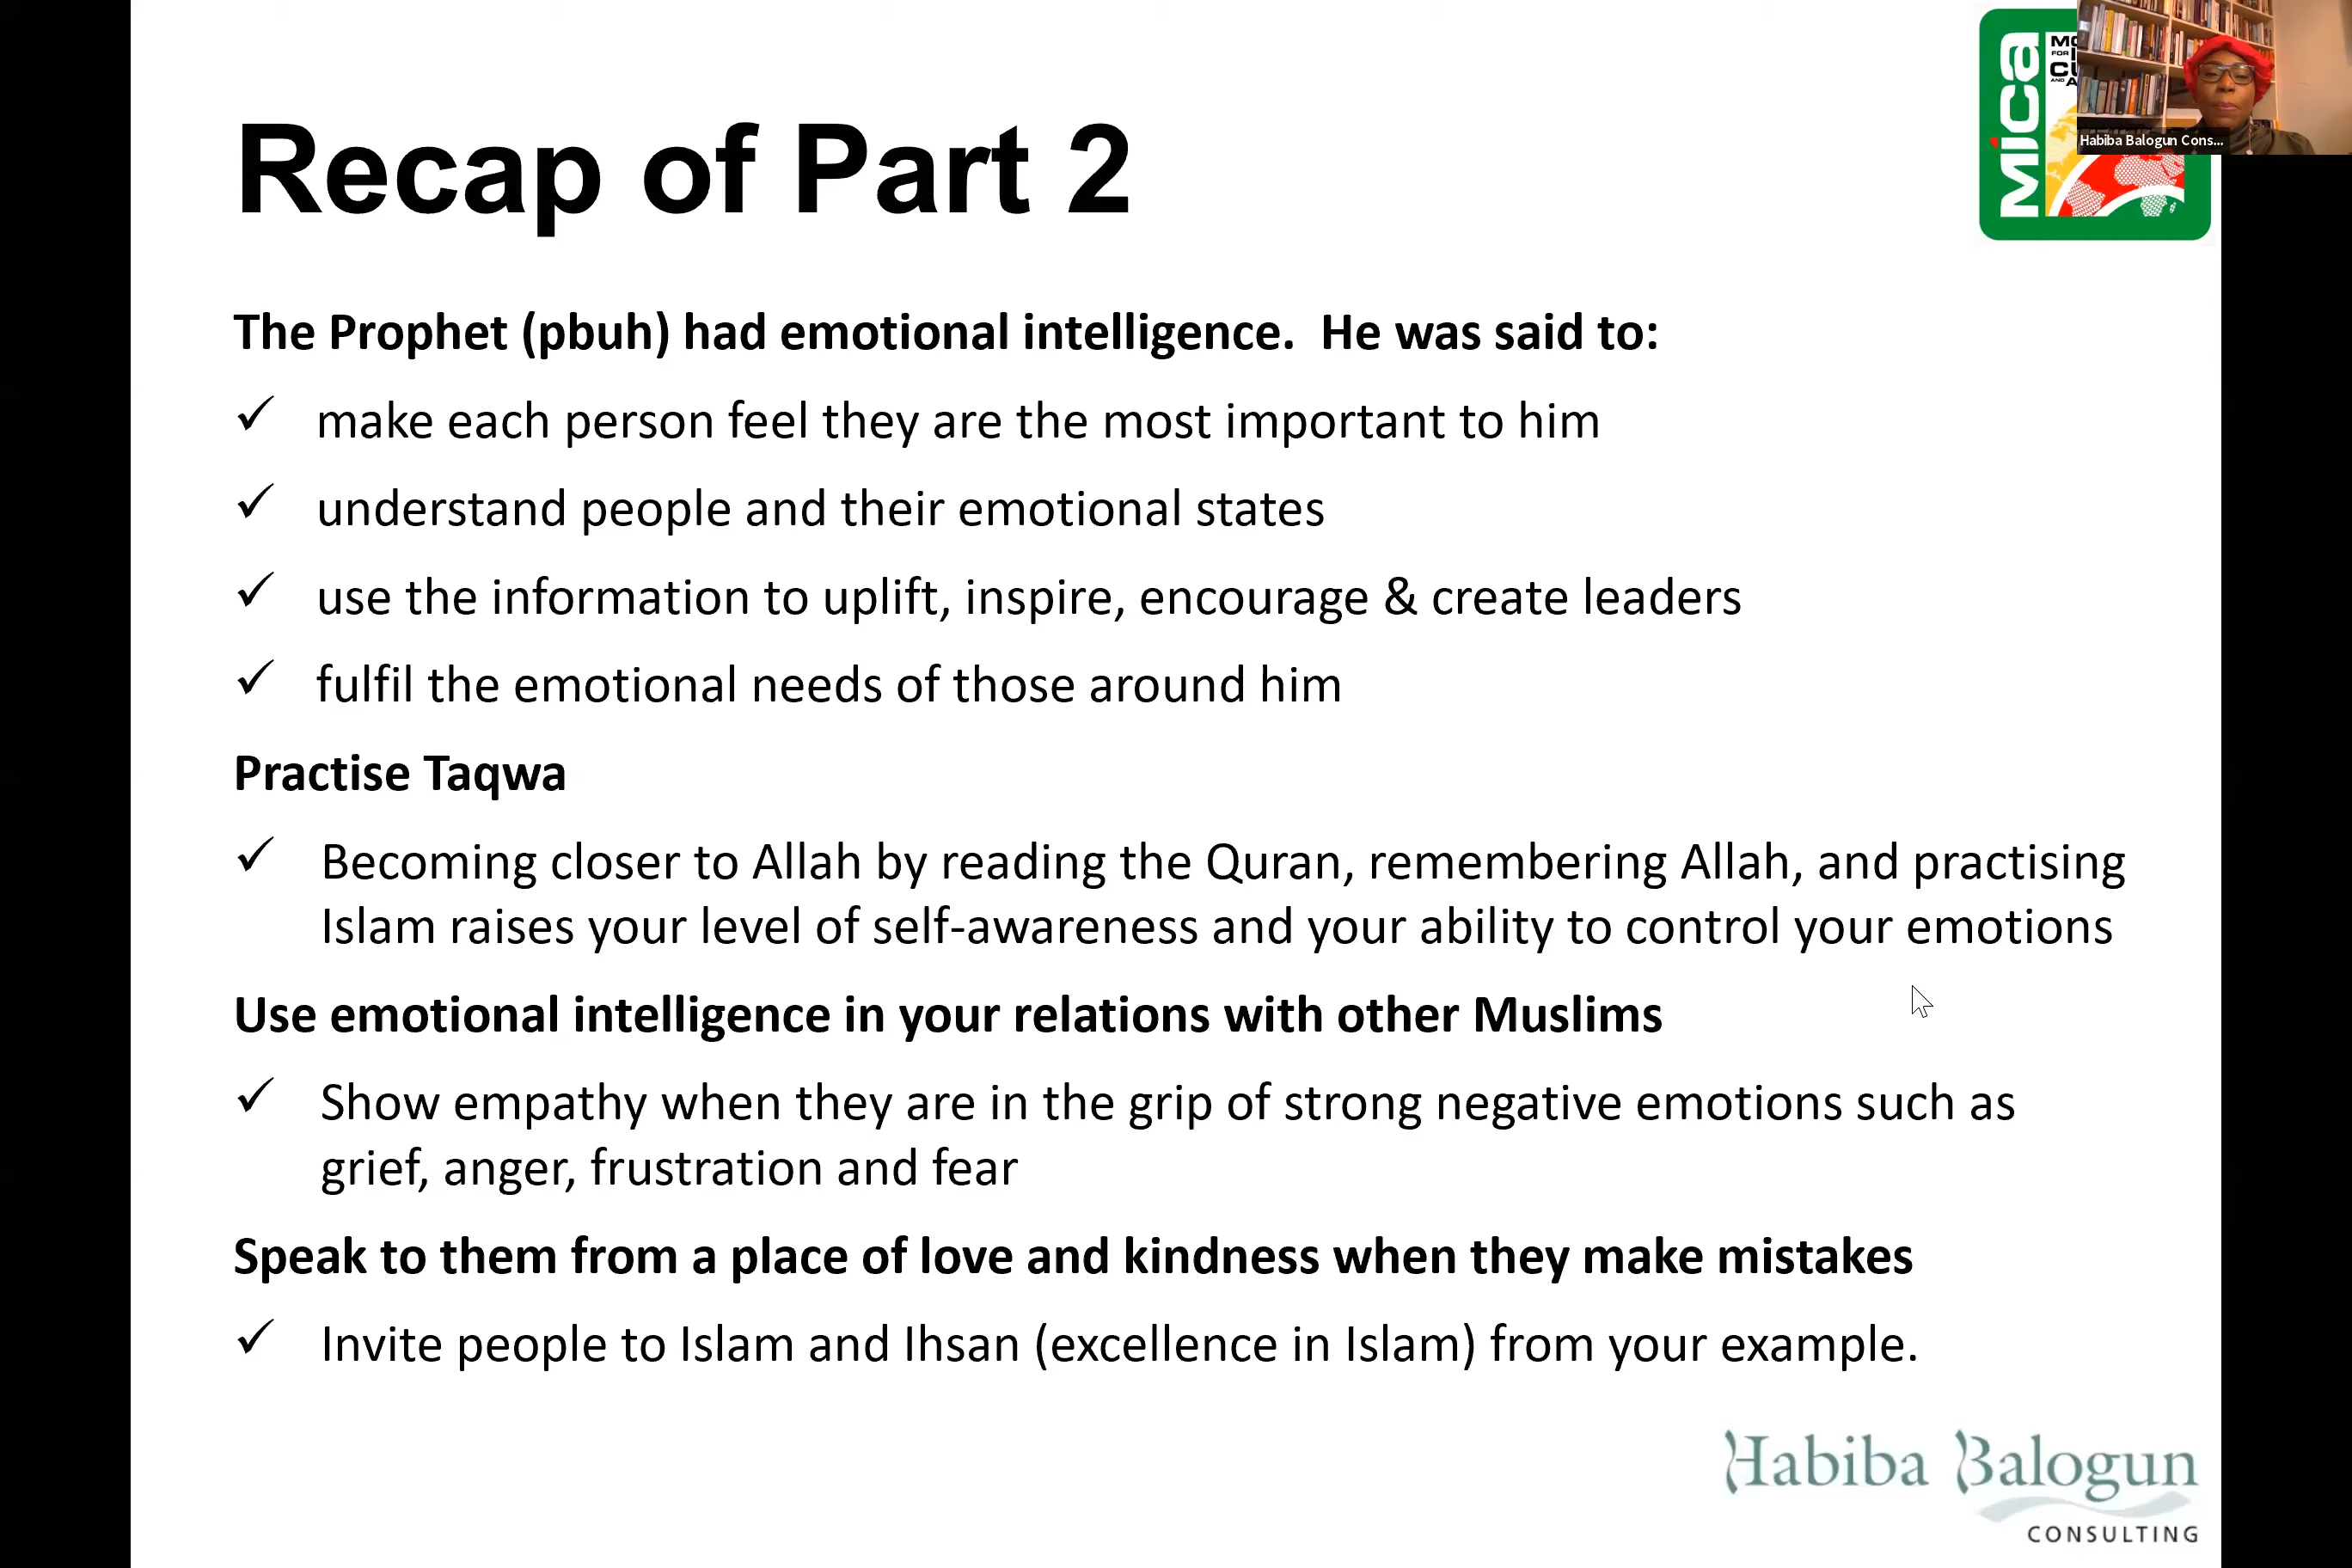 Recap of Part 2
mica
Habiba Balogun Cons...
The Prophet (pbuh) had emotional intelligence.  He was said to:
✓ make each person feel they are the most important to him
✓ understand people and their emotional states
✓ use the information to uplift, inspire, encourage & create leaders
✓ fulfil the emotional needs of those around him
Practise Taqwa
✓ Becoming closer to Allah by reading the Quran, remembering Allah, and practising
Islam raises your level of self-awareness and your ability to control your emotions
Use emotional intelligence in your relations with other Muslims
✓ Show empathy when they are in the grip of strong negative emotions such as
grief, anger, frustration and fear
Speak to them from a place of love and kindness when they make mistakes
✓ Invite people to Islam and Ihsan (excellence in Islam) from your example.
Habiba Balogun
CONSULTING